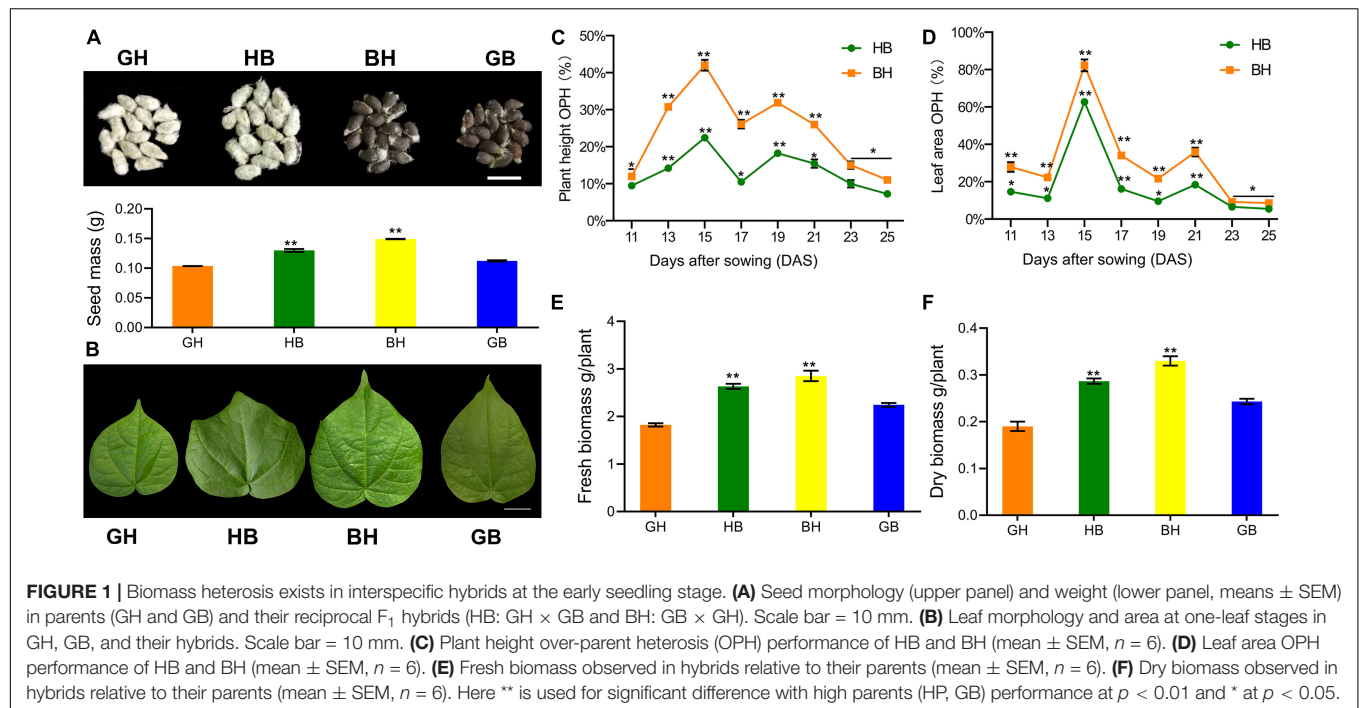 A
GH HB BH GB
Seed mass (g)
0.20
0.15
0.10
0.05
0.00
** **
GH HB BH GB
B
GH HB BH GB
C
Plant height OPH (%)
50%
40%
30%
20%
10%
0%
HB
BH
* ** ** ** **
** ** * ** * *
11 13 15 17 19 21 23 25
Days after sowing (DAS)
D
Leaf area OPH (%)
100%
80%
60%
40%
20%
0%
HB
BH
** ** ** ** ** **
* * ** ** * ** *
11 13 15 17 19 21 23 25
Days after sowing (DAS)
E
Fresh biomass g/plant
4
3
2
1
0
** **
GH HB BH GB
F
Dry biomass g/plant
0.4
0.3
0.2
0.1
0.0
** **
GH HB BH GB
FIGURE 1 | Biomass heterosis exists in interspecific hybrids at the early seedling stage. (A) Seed morphology (upper panel) and weight (lower panel, means ± SEM)
in parents (GH and GB) and their reciprocal F₁ hybrids (HB: GH × GB and BH: GB × GH). Scale bar = 10 mm. (B) Leaf morphology and area at one-leaf stages in
GH, GB, and their hybrids. Scale bar = 10 mm. (C) Plant height over-parent heterosis (OPH) performance of HB and BH (mean ± SEM, n = 6). (D) Leaf area OPH
performance of HB and BH (mean ± SEM, n = 6). (E) Fresh biomass observed in hybrids relative to their parents (mean ± SEM, n = 6). (F) Dry biomass observed in
hybrids relative to their parents (mean ± SEM, n = 6). Here ** is used for significant difference with high parents (HP, GB) performance at p < 0.01 and * at p < 0.05.